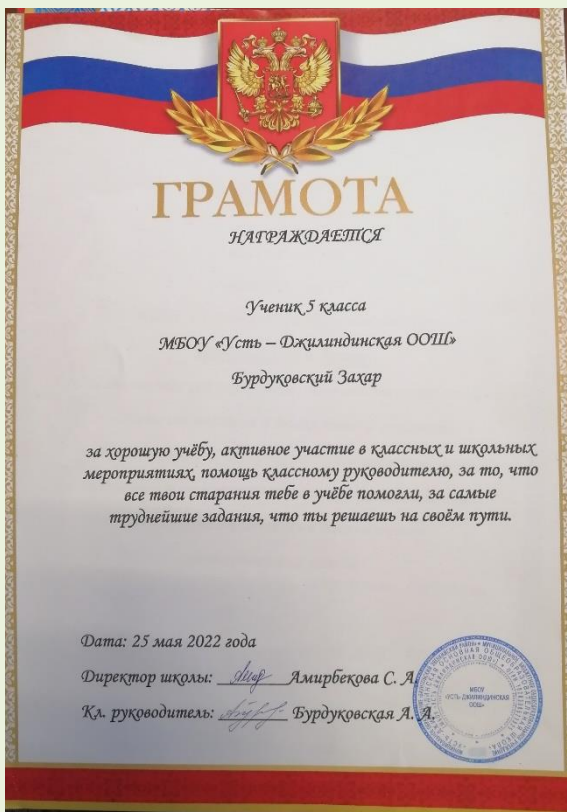 ГРАМОТА
НАГРАЖДАЕТСЯ
Ученик 5 класса
МБОУ «Усть – Джилиндинская ООШ»
Бурдуковский Захар
за хорошую учёбу, активное участие в классных и школьных
мероприятиях, помощь классному руководителю, за то, что
все твои старания тебе в учёбе помогли, за самые
труднейшие задания, что ты решаешь на своём пути.
Дата: 25 мая 2022 года
Директор школы: ________ Амирбекова С. А.
Кл. руководитель: ________ Бурдуковская А. А.
МБОУ
«УСТЬ-ДЖИЛИНДИНСКАЯ
ООШ»